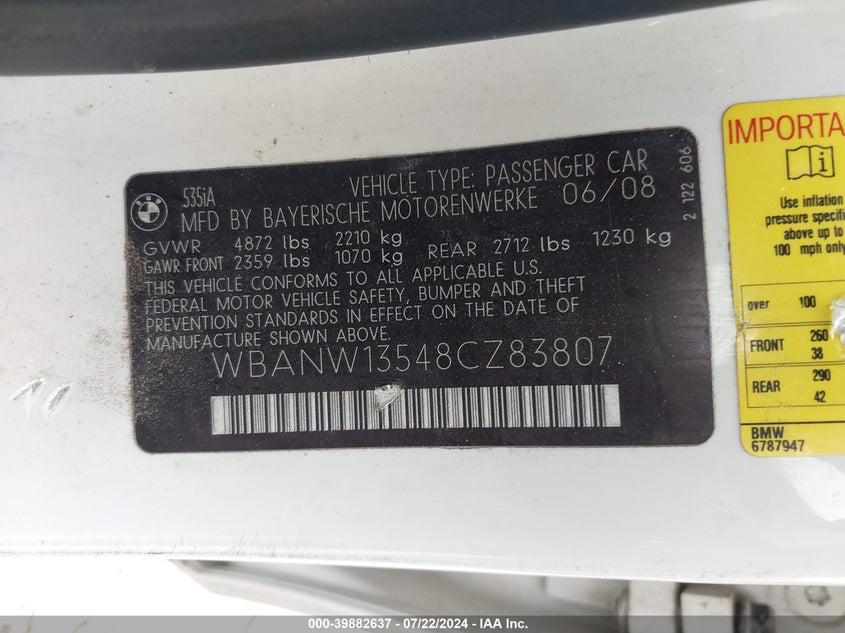 535iA
VEHICLE TYPE: PASSENGER CAR
MFD BY BAYERISCHE MOTORENWERKE 06/08
GVWR 4872 lbs 2210 kg
GAWR FRONT 2359 lbs 1070 kg REAR 2712 lbs 1230 kg
THIS VEHICLE CONFORMS TO ALL APPLICABLE U.S.
FEDERAL MOTOR VEHICLE SAFETY, BUMPER AND THEFT
PREVENTION STANDARDS IN EFFECT ON THE DATE OF
MANUFACTURE SHOWN ABOVE.
WBANW13548CZ83807
2 122 606
IMPORTA
Use inflation
pressure specifi
above up to
100 mph only
over 100
FRONT 260
38
REAR 290
42
BMW
6787947
10
000-39882637 - 07/22/2024 - IAA Inc.